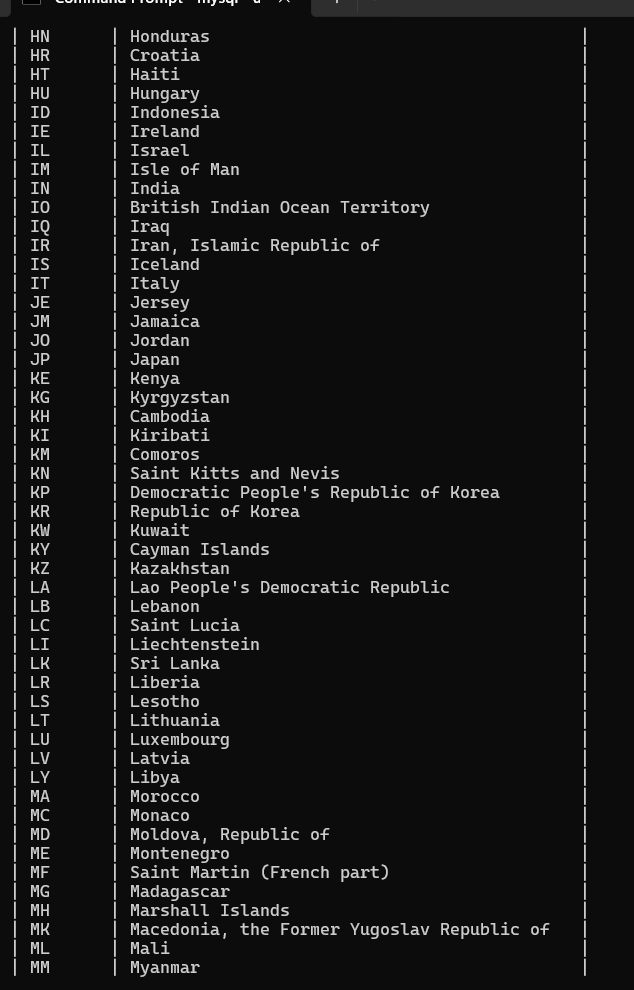 Command Prompt - mysql -u
| HN | Honduras |
| HR | Croatia |
| HT | Haiti |
| HU | Hungary |
| ID | Indonesia |
| IE | Ireland |
| IL | Israel |
| IM | Isle of Man |
| IN | India |
| IO | British Indian Ocean Territory |
| IQ | Iraq |
| IR | Iran, Islamic Republic of |
| IS | Iceland |
| IT | Italy |
| JE | Jersey |
| JM | Jamaica |
| JO | Jordan |
| JP | Japan |
| KE | Kenya |
| KG | Kyrgyzstan |
| KH | Cambodia |
| KI | Kiribati |
| KM | Comoros |
| KN | Saint Kitts and Nevis |
| KP | Democratic People's Republic of Korea |
| KR | Republic of Korea |
| KW | Kuwait |
| KY | Cayman Islands |
| KZ | Kazakhstan |
| LA | Lao People's Democratic Republic |
| LB | Lebanon |
| LC | Saint Lucia |
| LI | Liechtenstein |
| LK | Sri Lanka |
| LR | Liberia |
| LS | Lesotho |
| LT | Lithuania |
| LU | Luxembourg |
| LV | Latvia |
| LY | Libya |
| MA | Morocco |
| MC | Monaco |
| MD | Moldova, Republic of |
| ME | Montenegro |
| MF | Saint Martin (French part) |
| MG | Madagascar |
| MH | Marshall Islands |
| MK | Macedonia, the Former Yugoslav Republic of |
| ML | Mali |
| MM | Myanmar |